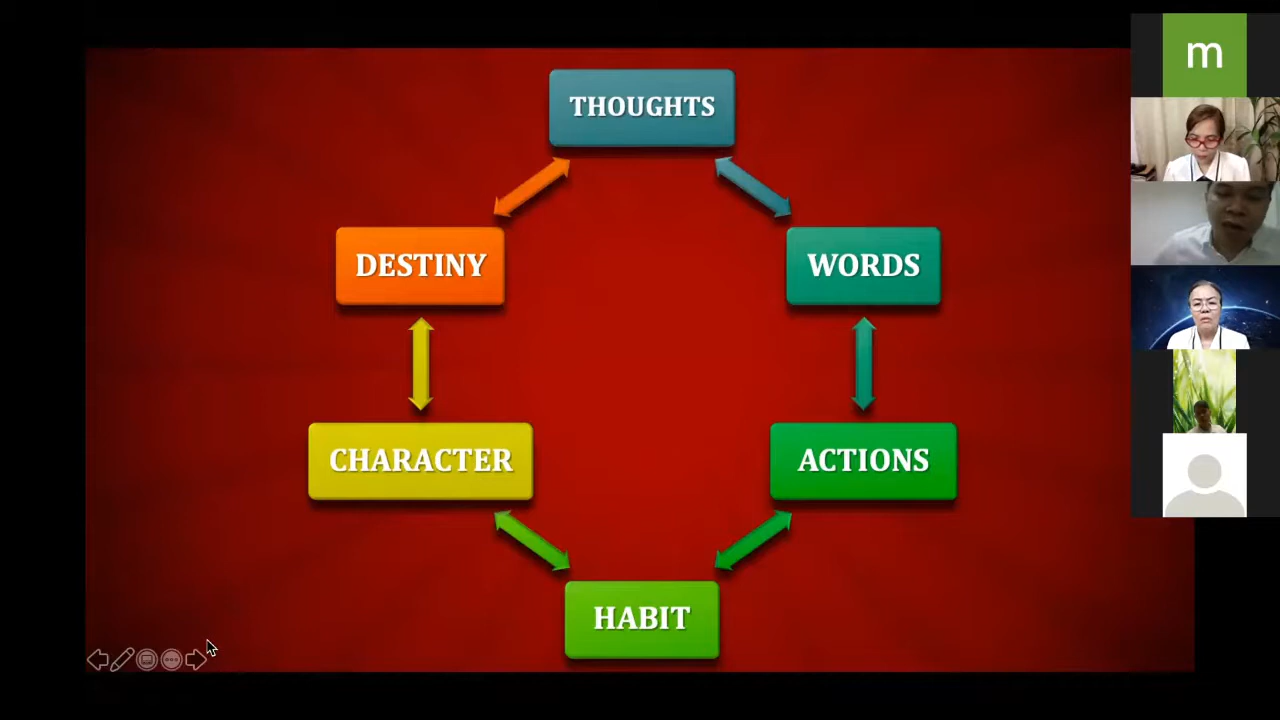 THOUGHTS
m
DESTINY
WORDS
CHARACTER
ACTIONS
HABIT